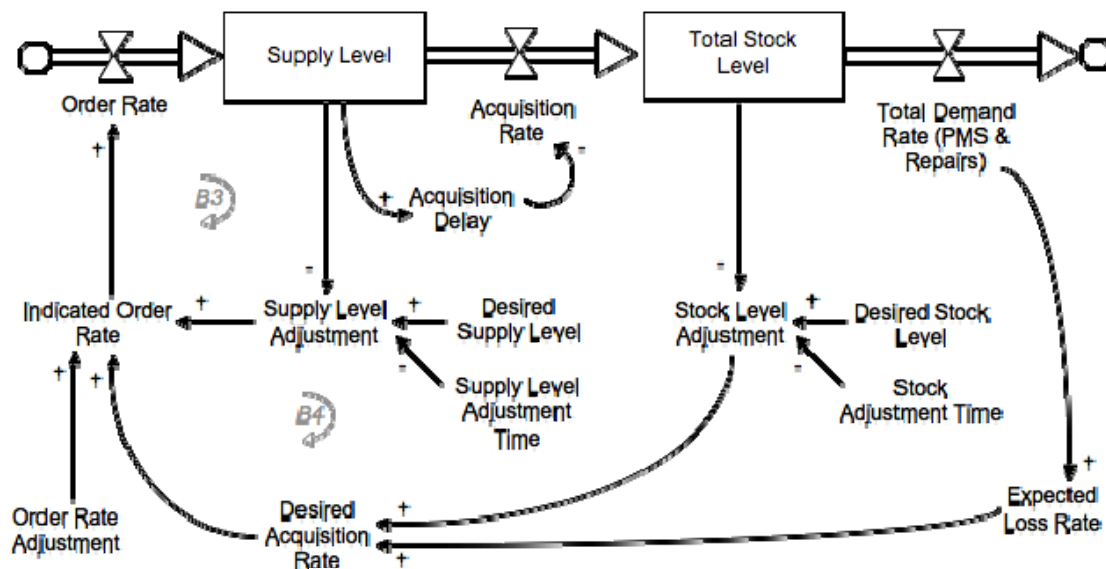 Supply Level
Total Stock
Level
Order Rate
Acquisition
Rate
Total Demand
Rate (PMS &
Repairs)
+
-
B3
+
Acquisition
Delay
-
-
Indicated Order
Rate
+
Supply Level
Adjustment
+
Desired
Supply Level
Stock Level
Adjustment
+
Desired Stock
Level
-
-
+
+
B4
Supply Level
Adjustment
Time
Stock
Adjustment Time
+
+
Order Rate
Adjustment
Desired
Acquisition
Rate
+
Expected
Loss Rate